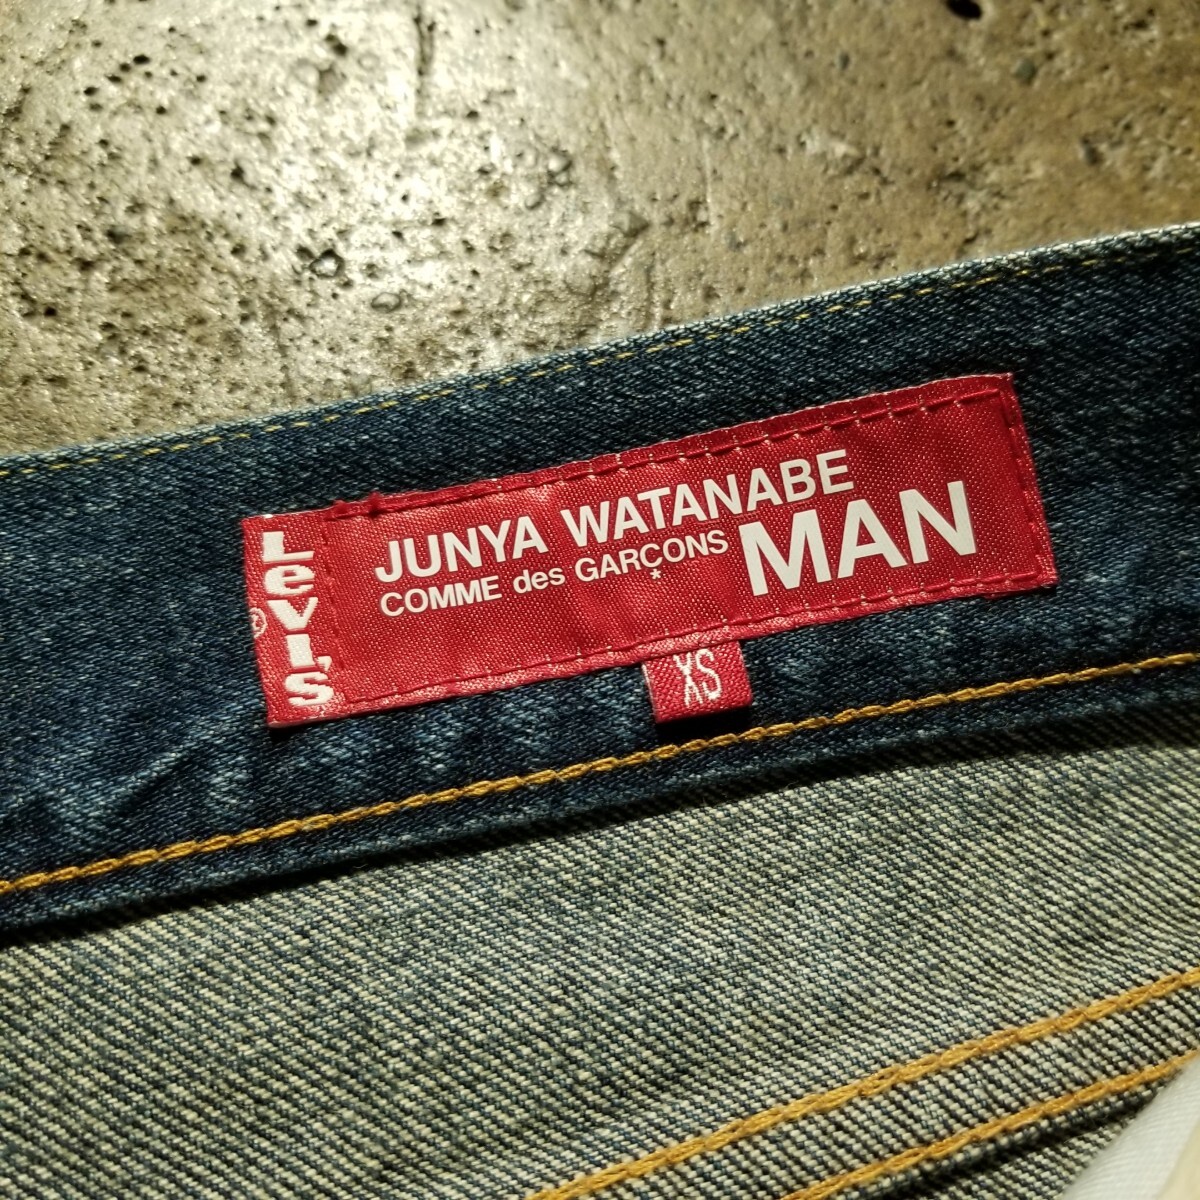 LEVI'S
®
JUNYA WATANABE
COMME des GARÇONS
*
MAN
XS